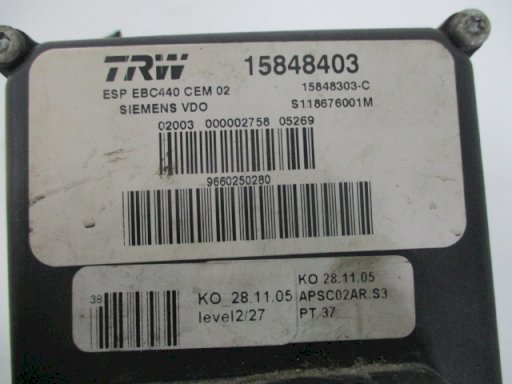 TRW 15848403
ESP EBC440 CEM 02 15848303-C
SIEMENS VDO S118676001M
02003 000002758 05269
9660250280
38
KO 28.11.05
level2/27
KO 28.11.05
APSC02AR.S3
PT 37